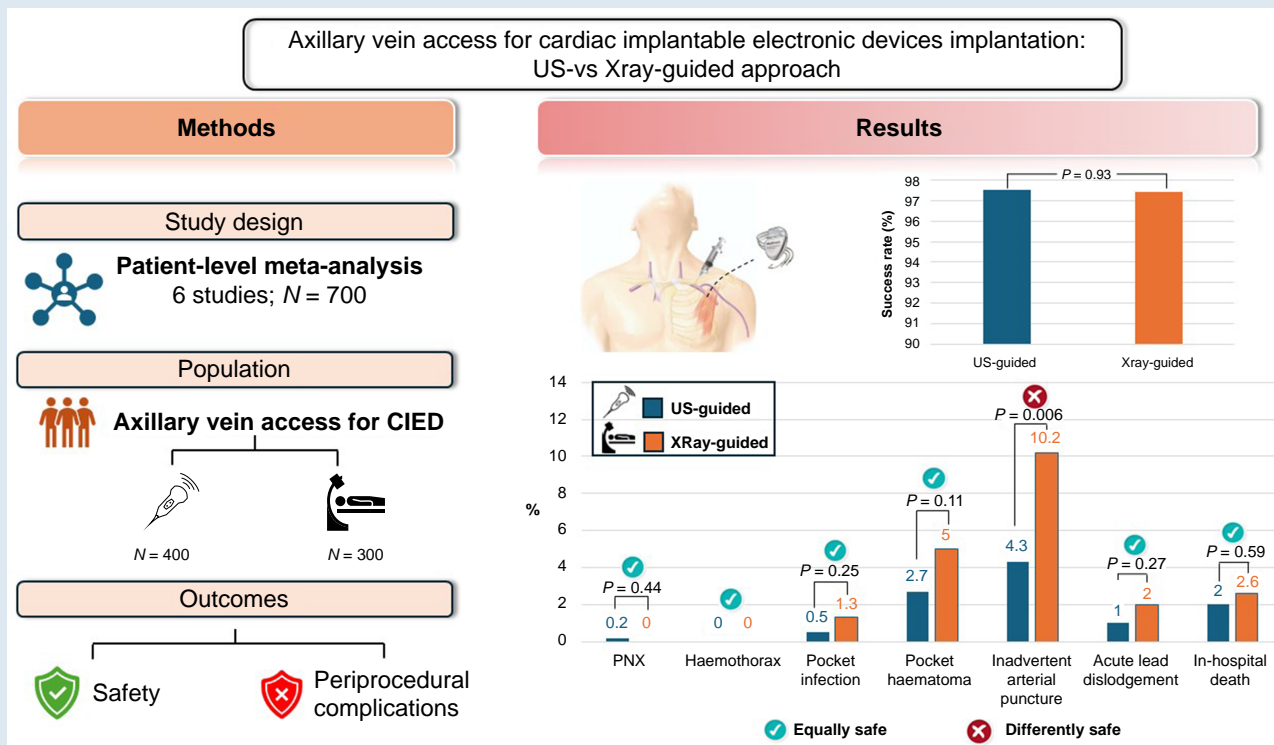 Axillary vein access for cardiac implantable electronic devices implantation:
US-vs Xray-guided approach
Methods
Study design
Patient-level meta-analysis
6 studies; N = 700
Population
Axillary vein access for CIED
N = 400
N = 300
Outcomes
Safety
Periprocedural
complications
Results
P = 0.93
Success rate (%)
98
97
96
95
94
93
92
91
90
US-guided
Xray-guided
US-guided
XRay-guided
%
14
12
10
8
6
4
2
0
P = 0.44
0.2
0
0
0
P = 0.25
0.5
1.3
P = 0.11
2.7
5
P = 0.006
4.3
10.2
P = 0.27
1
2
P = 0.59
2
2.6
PNX
Haemothorax
Pocket
infection
Pocket
haematoma
Inadvertent
arterial
puncture
Acute lead
dislodgement
In-hospital
death
Equally safe
Differently safe